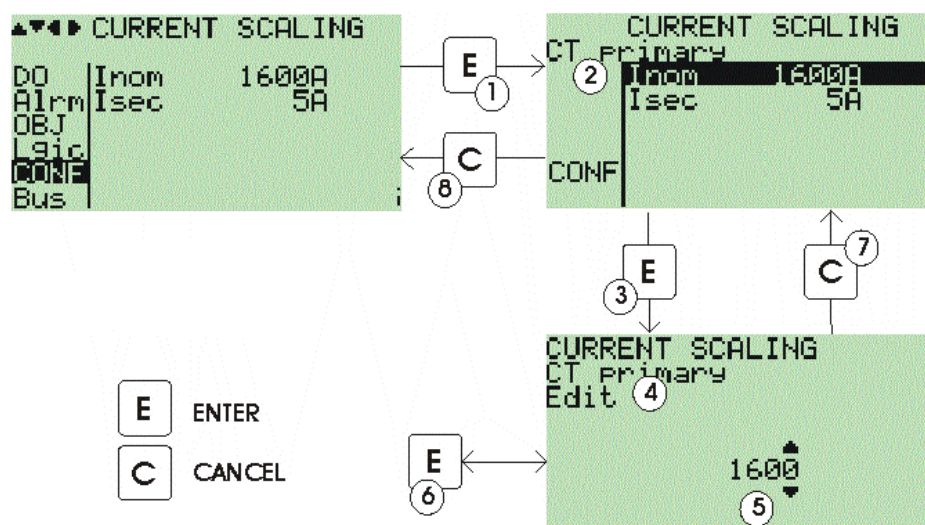 CURRENT SCALING
DO
Alrm
OBJ
Lgic
CONF
Bus
Inom 1600A
Isec 5A
E
1
CURRENT SCALING
CT primary
2
Inom 1600A
Isec 5A
CONF
C
8
E
3
C
7
CURRENT SCALING
CT primary
Edit
4
1600
5
E
6
E ENTER
C CANCEL